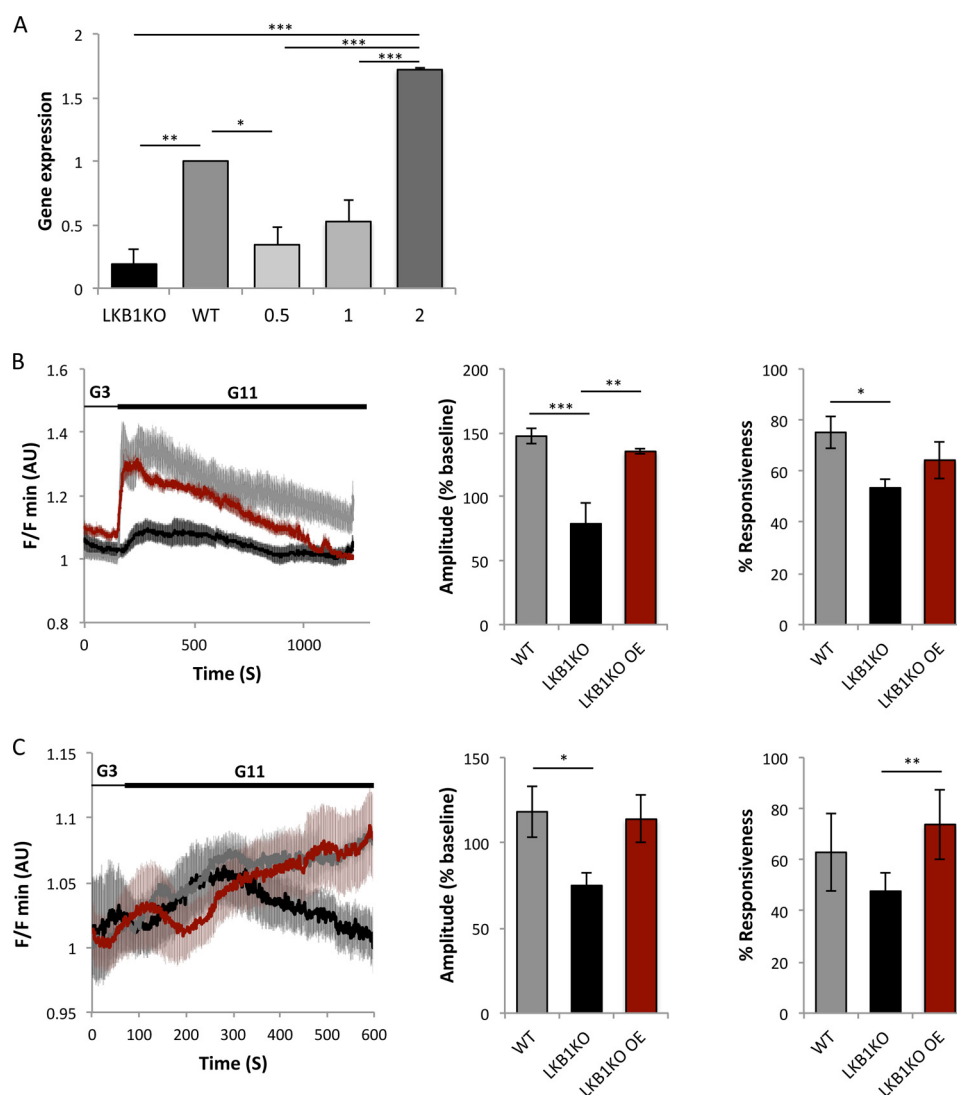 A
***
***
***
**
*
2
1.5
1
0.5
0
Gene expression
LKB1KO WT 0.5 1 2
B
G3 G11
1.6
1.4
1.2
1
0.8
F/F min (AU)
0 500 1000
Time (S)
***
**
200
150
100
50
0
Amplitude (% baseline)
WT LKB1KO LKB1KO OE
*
100
80
60
40
20
0
% Responsiveness
WT LKB1KO LKB1KO OE
C
G3 G11
1.15
1.1
1.05
1
0.95
F/F min (AU)
0 100 200 300 400 500 600
Time (S)
*
150
100
50
0
Amplitude (% baseline)
WT LKB1KO LKB1KO OE
**
100
80
60
40
20
0
% Responsiveness
WT LKB1KO LKB1KO OE